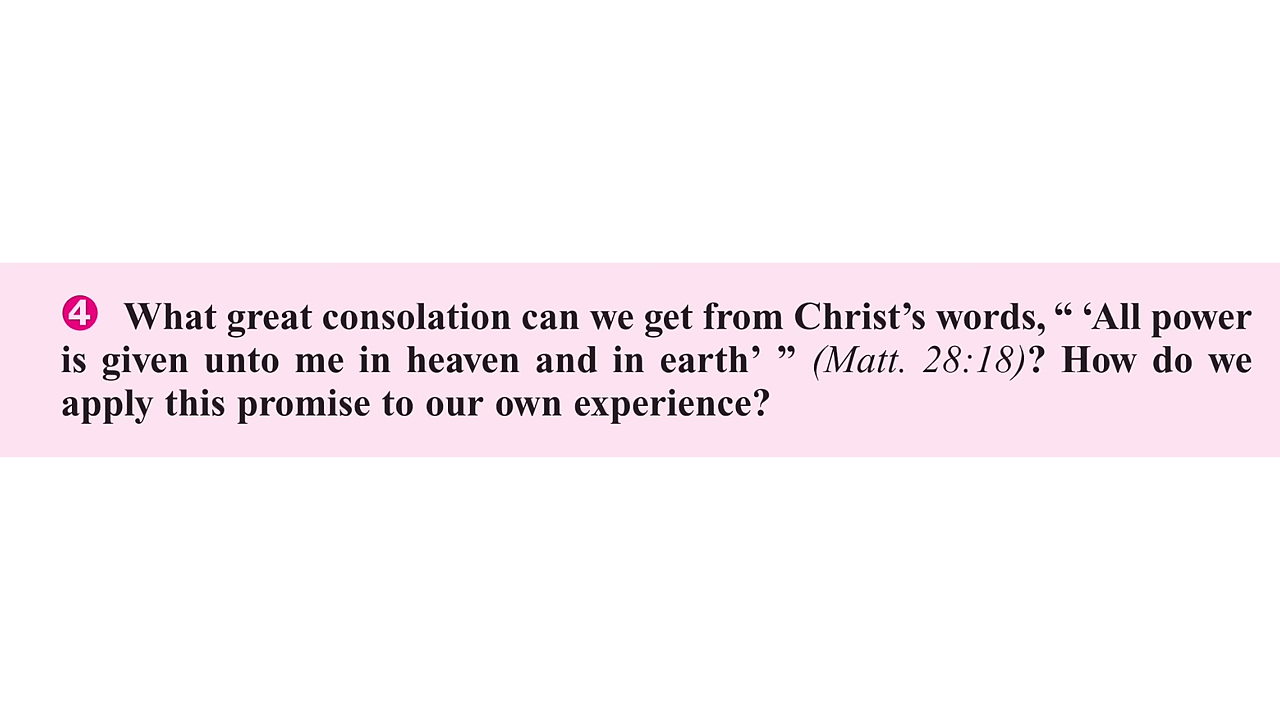 ❹ What great consolation can we get from Christ’s words, “ ‘All power
is given unto me in heaven and in earth’ ” (Matt. 28:18)? How do we
apply this promise to our own experience?